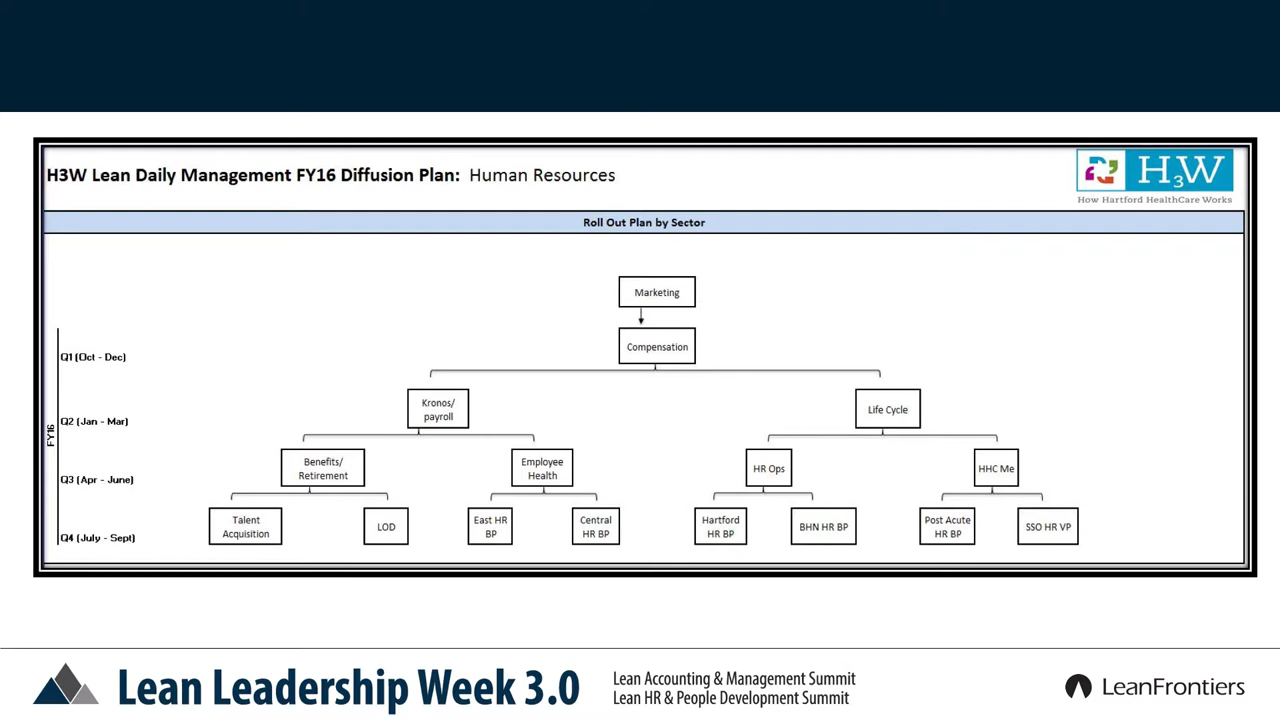 H3W Lean Daily Management FY16 Diffusion Plan: Human Resources
H3W
How Hartford HealthCare Works
Roll Out Plan by Sector
Marketing
FY16
Q1 (Oct - Dec)
Compensation
Q2 (Jan - Mar)
Kronos/
payroll
Life Cycle
Q3 (Apr - June)
Benefits/
Retirement
Employee
Health
HR Ops
HHC Me
Q4 (July - Sept)
Talent
Acquisition
LOD
East HR
BP
Central
HR BP
Hartford
HR BP
BHN HR BP
Post Acute
HR BP
SSO HR VP
Lean Leadership Week 3.0
Lean Accounting & Management Summit
Lean HR & People Development Summit
LeanFrontiers